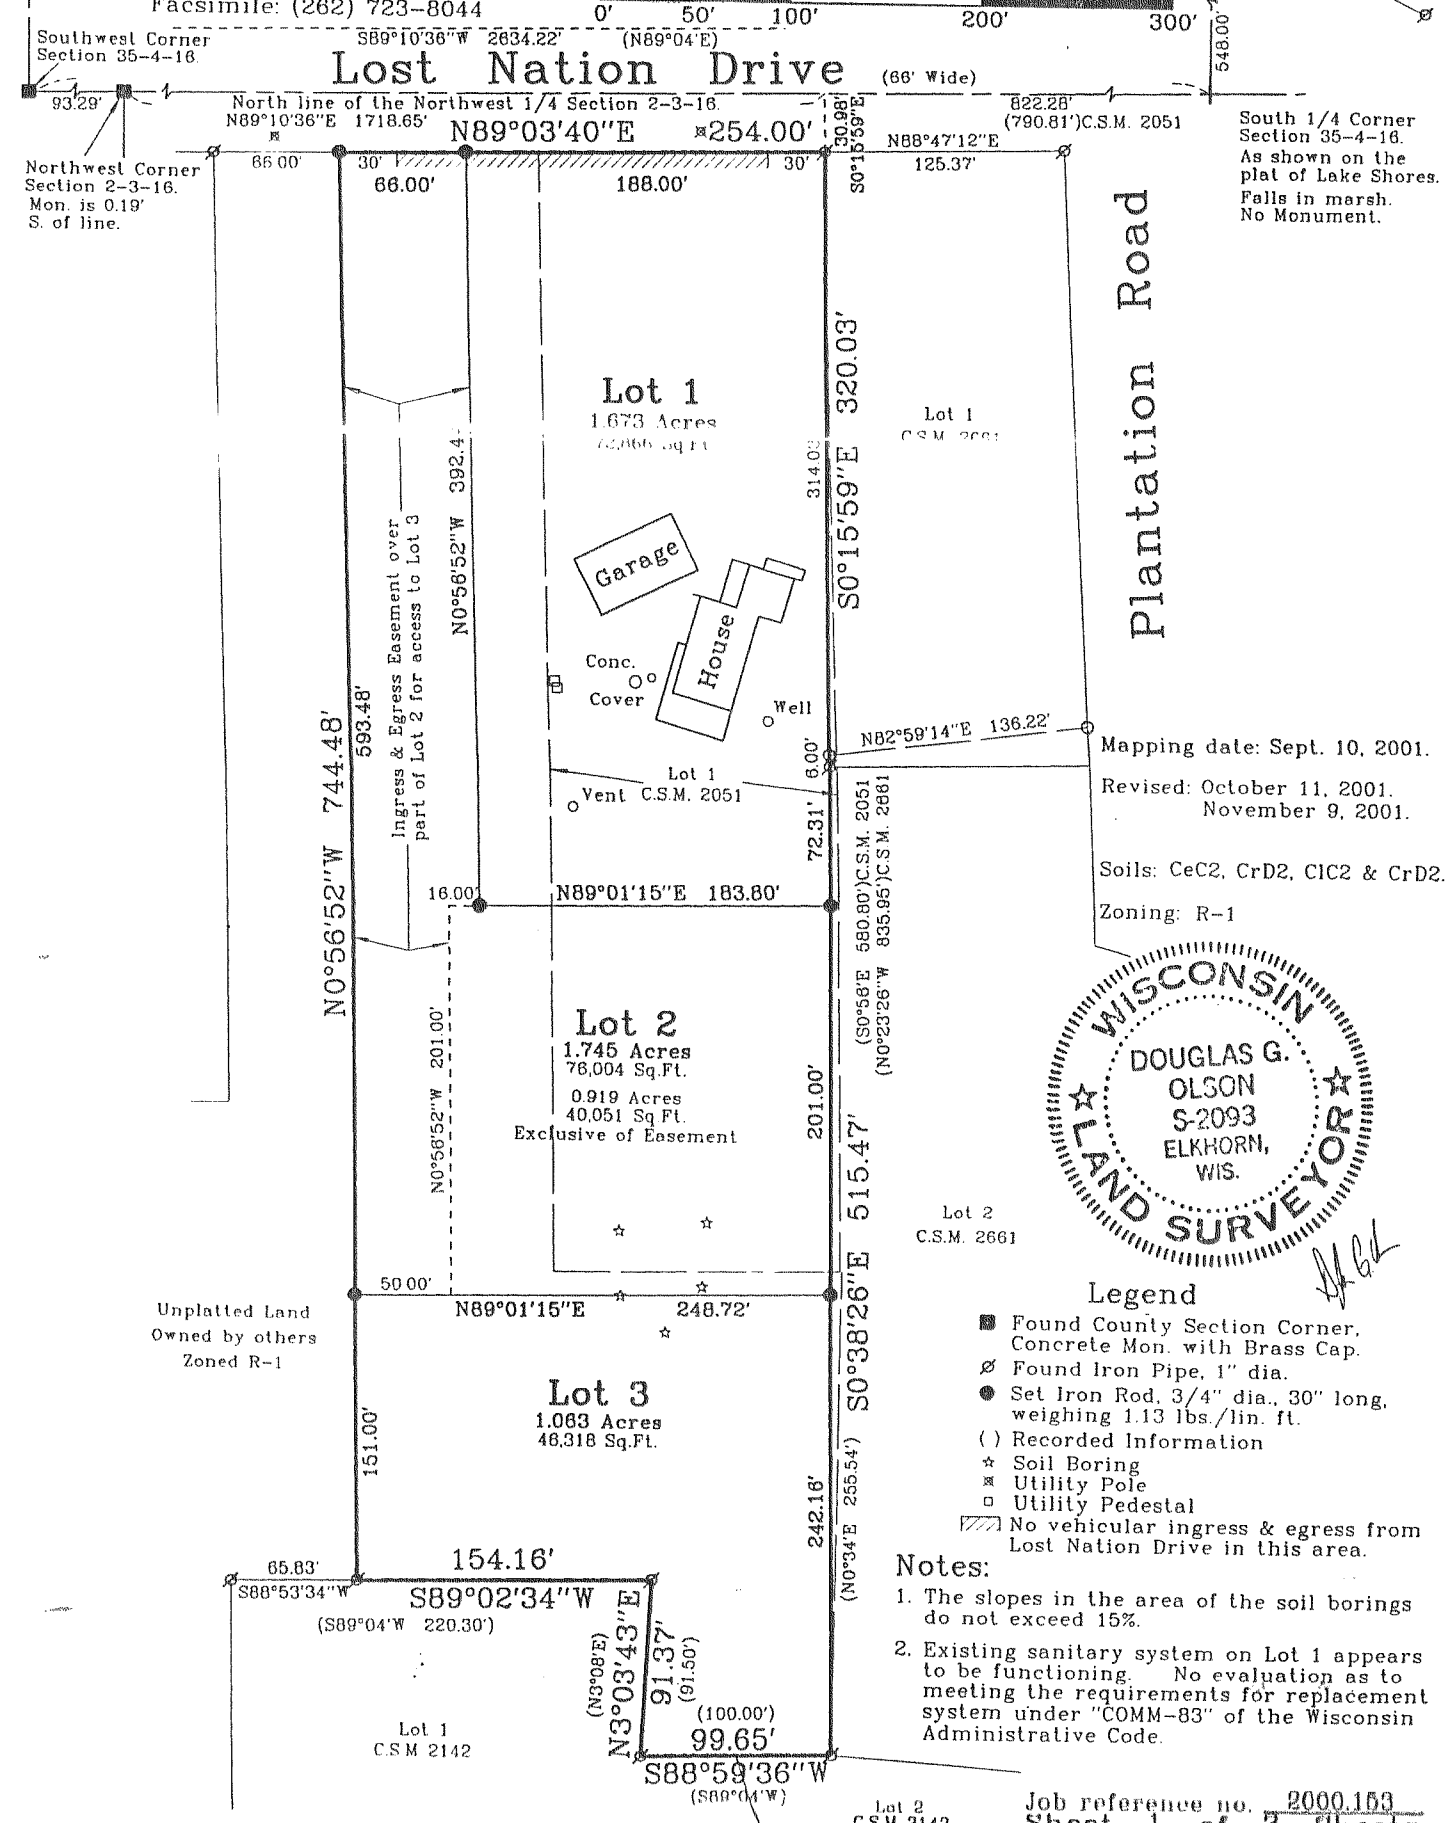 Facsimile: (262) 723-8044
0' 50' 100' 200' 300'
Southwest Corner
Section 35-4-16.
S89°10'36"W 2634.22' (N89°04'E)
Lost Nation Drive (66' Wide)
548.00'
93.29'
North line of the Northwest 1/4 Section 2-3-16.
N89°10'36"E 1718.65'
N89°03'40"E 254.00'
30.98'
S0°15'59"E
822.28'
(790.81')C.S.M. 2051
N88°47'12"E
125.37'
South 1/4 Corner
Section 35-4-16.
As shown on the
plat of Lake Shores.
Falls in marsh.
No Monument.
Northwest Corner
Section 2-3-16.
Mon. is 0.19'
S. of line.
66.00' 30' 30'
66.00' 188.00'
Plantation Road
Lot 1
1.673 Acres
Sq Ft
Lot 1
C.S.M.
S0°15'59"E 320.03'
N0°56'52"W 392.4
Ingress & Egress Easement over
part of Lot 2 for access to Lot 3
N0°56'52"W 744.48'
593.48'
Garage
House
Conc.
Cover
Well
Vent
Lot 1
C.S.M. 2051
6.00'
72.31'
N82°59'14"E 136.22'
Mapping date: Sept. 10, 2001.
Revised: October 11, 2001.
November 9, 2001.
Soils: CeC2, CrD2, ClC2 & CrD2.
Zoning: R-1
16.00'
N89°01'15"E 183.80'
(S0°58'E 580.80')C.S.M. 2051
(N0°23'26"W 835.95')C.S.M. 2661
WISCONSIN
DOUGLAS G.
OLSON
S-2093
ELKHORN,
WIS.
LAND SURVEYOR
Lot 2
1.745 Acres
76,004 Sq.Ft.
0.919 Acres
40,051 Sq Ft.
Exclusive of Easement
N0°56'52"W 201.00'
201.00'
S0°38'26"E 515.47'
Lot 2
C.S.M. 2661
50.00'
N89°01'15"E 248.72'
Unplatted Land
Owned by others
Zoned R-1
Lot 3
1.063 Acres
46,318 Sq.Ft.
151.00'
242.16'
(N0°34'E 255.54')
Legend
Found County Section Corner,
Concrete Mon. with Brass Cap.
Found Iron Pipe, 1" dia.
Set Iron Rod, 3/4" dia., 30" long,
weighing 1.13 lbs./lin. ft.
( ) Recorded Information
Soil Boring
Utility Pole
Utility Pedestal
No vehicular ingress & egress from
Lost Nation Drive in this area.
65.83'
S88°53'34"W
154.16'
S89°02'34"W
(S89°04'W 220.30')
(N3°08'E)
N3°03'43"E
91.37'
(91.50')
(100.00')
99.65'
S88°59'36"W
(S89°04'W)
Lot 1
C.S.M 2142
Notes:
1. The slopes in the area of the soil borings
do not exceed 15%.
2. Existing sanitary system on Lot 1 appears
to be functioning. No evaluation as to
meeting the requirements for replacement
system under "COMM-83" of the Wisconsin
Administrative Code.
Lot 2
C.S.M. 2142
Job reference no. 2000.153
Sheet 1 of 3 Sheets